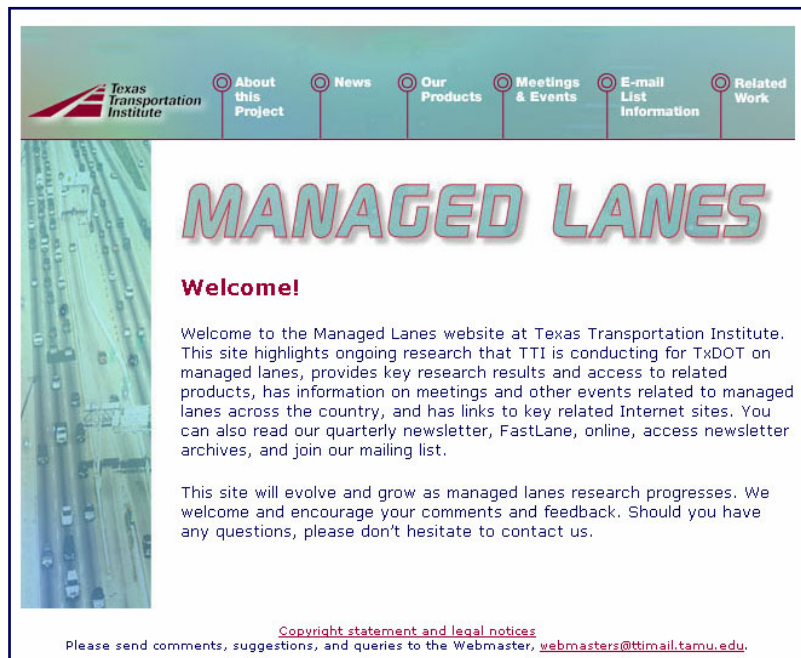 Texas
Transportation
Institute
About
this
Project
News
Our
Products
Meetings
& Events
E-mail
List
Information
Related
Work
MANAGED LANES
Welcome!
Welcome to the Managed Lanes website at Texas Transportation Institute.
This site highlights ongoing research that TTI is conducting for TxDOT on
managed lanes, provides key research results and access to related
products, has information on meetings and other events related to managed
lanes across the country, and has links to key related Internet sites. You
can also read our quarterly newsletter, FastLane, online, access newsletter
archives, and join our mailing list.
This site will evolve and grow as managed lanes research progresses. We
welcome and encourage your comments and feedback. Should you have
any questions, please don't hesitate to contact us.
Copyright statement and legal notices
Please send comments, suggestions, and queries to the Webmaster, webmasters@ttimail.tamu.edu.